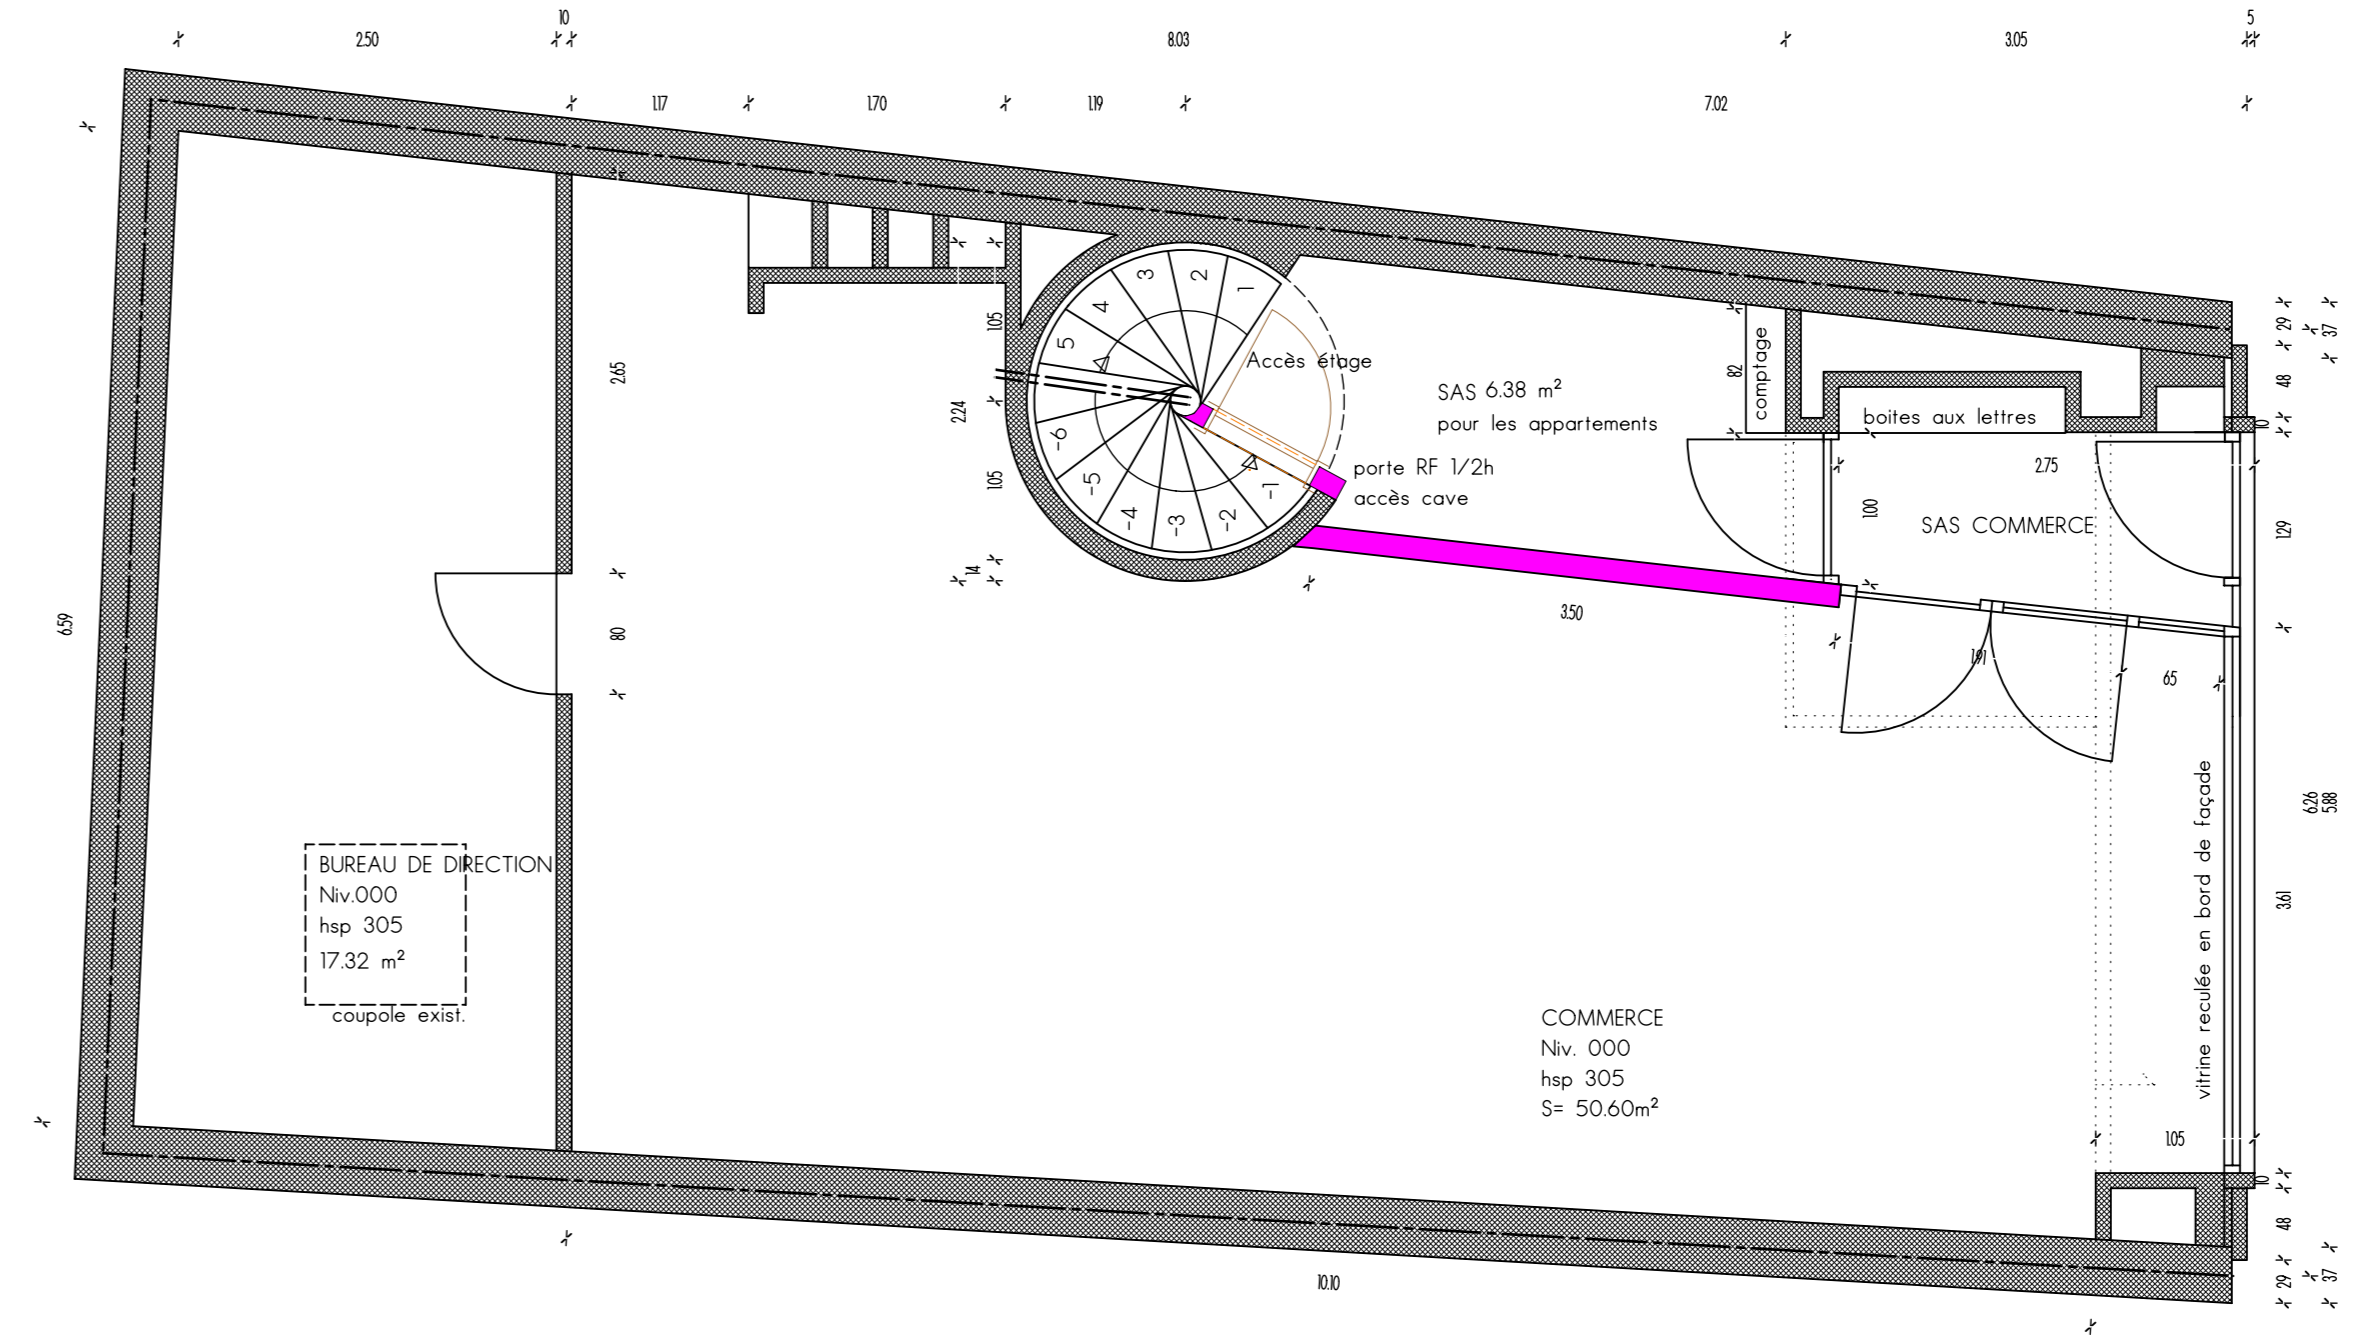 10
5
2.50
8.03
3.05
1.17
1.70
1.19
7.02
29
37
48
10
2.65
1.05
2.24
1.05
14
1
2
3
4
5
-6
-5
-4
-3
-2
-1
Accès étage
SAS 6.38 m²
pour les appartements
porte RF 1/2h
accès cave
82
comptage
boites aux lettres
2.75
1.00
SAS COMMERCE
1.29
3.50
1.91
65
6.59
80
6.26
5.88
3.61
vitrine reculée en bord de façade
BUREAU DE DIRECTION
Niv.000
hsp 305
17.32 m²
coupole exist.
COMMERCE
Niv. 000
hsp 305
S= 50.60m²
1.05
10
48
29
37
10.10